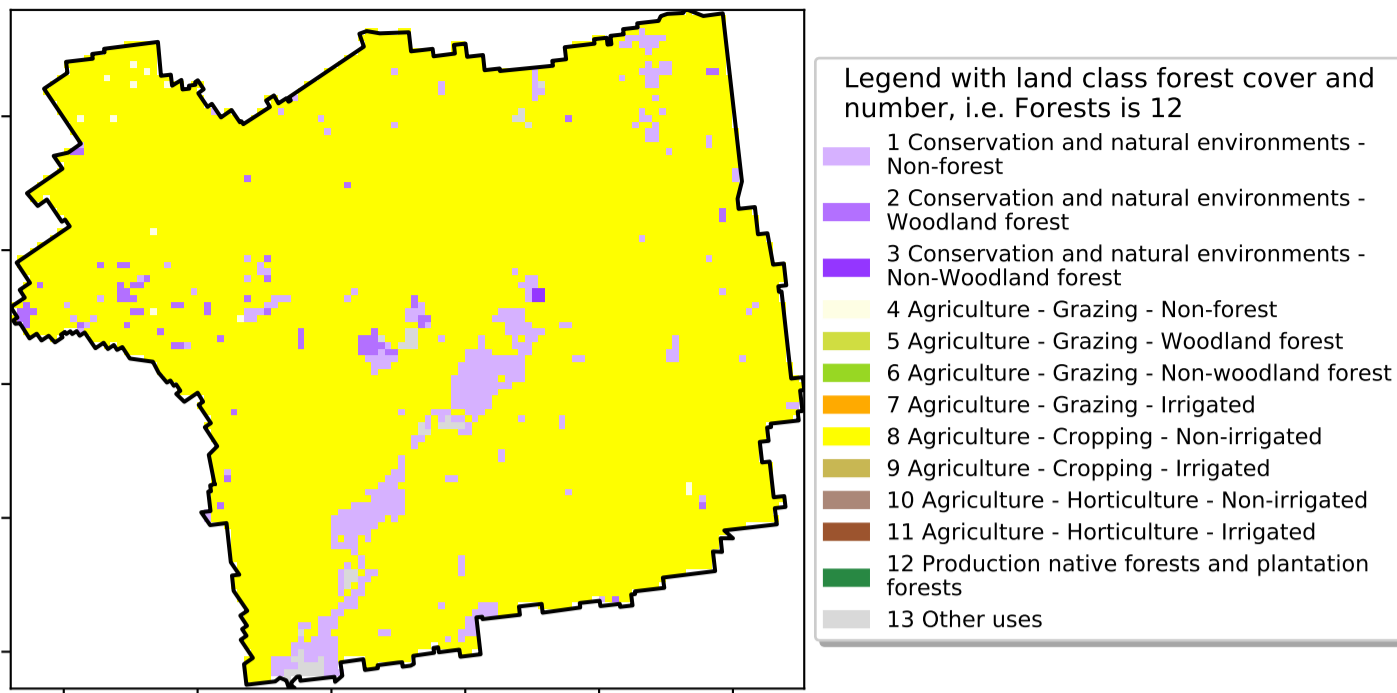 Legend with land class forest cover and
number, i.e. Forests is 12
1 Conservation and natural environments -
Non-forest
2 Conservation and natural environments -
Woodland forest
3 Conservation and natural environments -
Non-Woodland forest
4 Agriculture - Grazing - Non-forest
5 Agriculture - Grazing - Woodland forest
6 Agriculture - Grazing - Non-woodland forest
7 Agriculture - Grazing - Irrigated
8 Agriculture - Cropping - Non-irrigated
9 Agriculture - Cropping - Irrigated
10 Agriculture - Horticulture - Non-irrigated
11 Agriculture - Horticulture - Irrigated
12 Production native forests and plantation
forests
13 Other uses